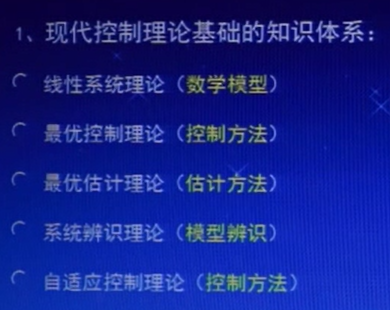 1、现代控制理论基础的知识体系：
线性系统理论（数学模型）
最优控制理论（控制方法）
最优估计理论（估计方法）
系统辨识理论（模型辨识）
自适应控制理论（控制方法）